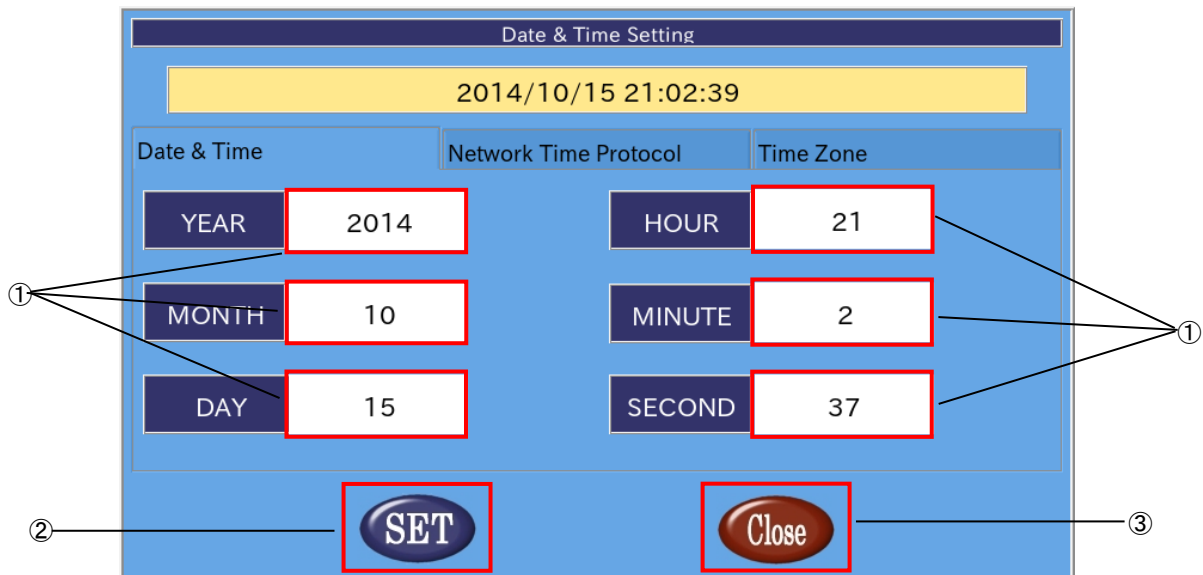 Date & Time Setting
2014/10/15 21:02:39
Date & Time Network Time Protocol Time Zone
YEAR 2014 HOUR 21
①
MONTH 10 MINUTE 2
①
DAY 15 SECOND 37
② SET Close ③